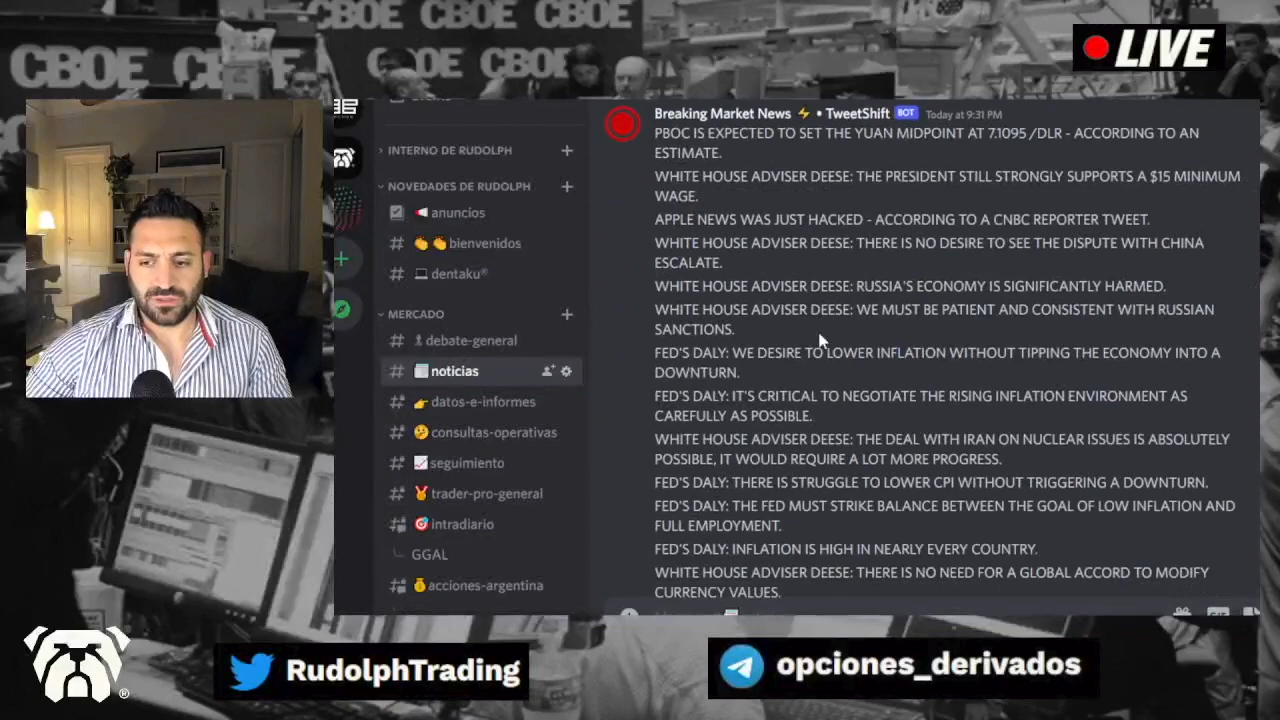 CBOE CBOE CBOE
CBOE
CBOE
LIVE
INTERNO DE RUDOLPH
NOVEDADES DE RUDOLPH
anuncios
bienvenidos
dentaku®
MERCADO
debate-general
noticias
datos-e-informes
consultas-operativas
seguimiento
trader-pro-general
intradiario
GGAL
acciones-argentina
Breaking Market News ⚡ • TweetShift BOT Today at 9:31 PM
PBOC IS EXPECTED TO SET THE YUAN MIDPOINT AT 7.1095 /DLR - ACCORDING TO AN
ESTIMATE.
WHITE HOUSE ADVISER DEESE: THE PRESIDENT STILL STRONGLY SUPPORTS A $15 MINIMUM
WAGE.
APPLE NEWS WAS JUST HACKED - ACCORDING TO A CNBC REPORTER TWEET.
WHITE HOUSE ADVISER DEESE: THERE IS NO DESIRE TO SEE THE DISPUTE WITH CHINA
ESCALATE.
WHITE HOUSE ADVISER DEESE: RUSSIA'S ECONOMY IS SIGNIFICANTLY HARMED.
WHITE HOUSE ADVISER DEESE: WE MUST BE PATIENT AND CONSISTENT WITH RUSSIAN
SANCTIONS.
FED'S DALY: WE DESIRE TO LOWER INFLATION WITHOUT TIPPING THE ECONOMY INTO A
DOWNTURN.
FED'S DALY: IT'S CRITICAL TO NEGOTIATE THE RISING INFLATION ENVIRONMENT AS
CAREFULLY AS POSSIBLE.
WHITE HOUSE ADVISER DEESE: THE DEAL WITH IRAN ON NUCLEAR ISSUES IS ABSOLUTELY
POSSIBLE, IT WOULD REQUIRE A LOT MORE PROGRESS.
FED'S DALY: THERE IS STRUGGLE TO LOWER CPI WITHOUT TRIGGERING A DOWNTURN.
FED'S DALY: THE FED MUST STRIKE BALANCE BETWEEN THE GOAL OF LOW INFLATION AND
FULL EMPLOYMENT.
FED'S DALY: INFLATION IS HIGH IN NEARLY EVERY COUNTRY.
WHITE HOUSE ADVISER DEESE: THERE IS NO NEED FOR A GLOBAL ACCORD TO MODIFY
CURRENCY VALUES.
RudolphTrading
opciones_derivados